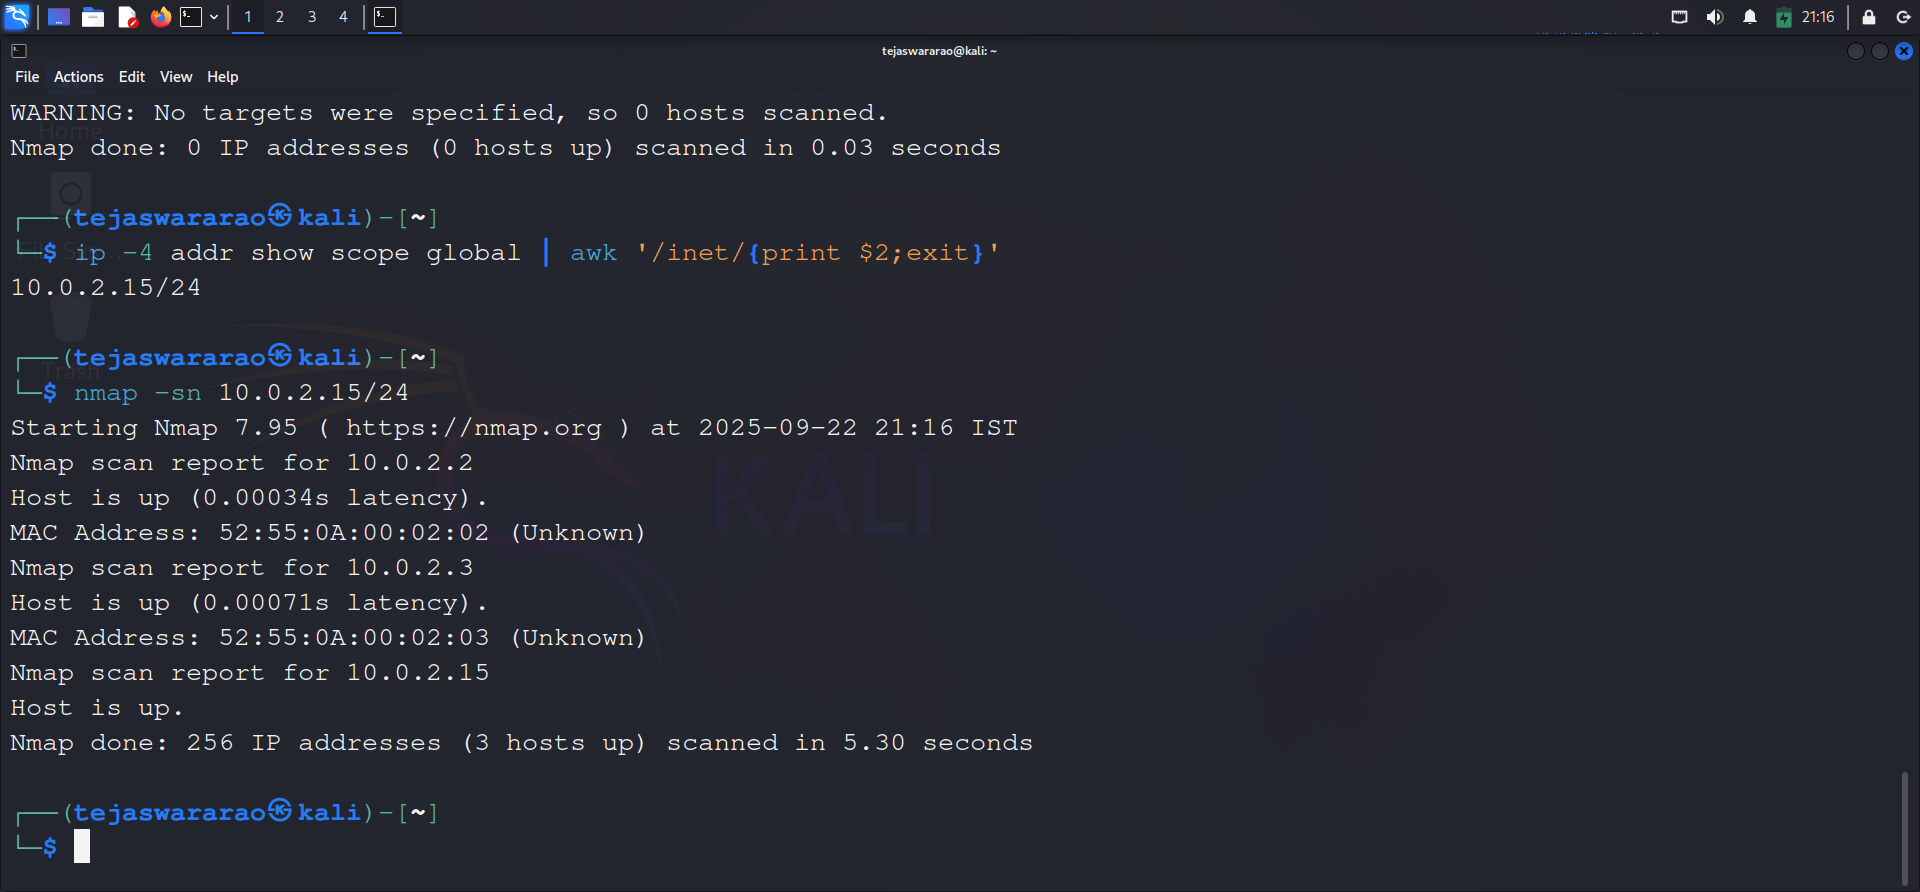 1 2 3 4 21:16
tejaswararao@kali: ~
File Actions Edit View Help
WARNING: No targets were specified, so 0 hosts scanned.
Home
Nmap done: 0 IP addresses (0 hosts up) scanned in 0.03 seconds
┌──(tejaswararao㉿kali)-[~]
└─$ ip -4 addr show scope global | awk '/inet/{print $2;exit}'
10.0.2.15/24
┌──(tejaswararao㉿kali)-[~]
Trash
└─$ nmap -sn 10.0.2.15/24
Starting Nmap 7.95 ( https://nmap.org ) at 2025-09-22 21:16 IST
Nmap scan report for 10.0.2.2
Host is up (0.00034s latency).
KALI
MAC Address: 52:55:0A:00:02:02 (Unknown)
Nmap scan report for 10.0.2.3
Host is up (0.00071s latency).
MAC Address: 52:55:0A:00:02:03 (Unknown)
Nmap scan report for 10.0.2.15
Host is up.
Nmap done: 256 IP addresses (3 hosts up) scanned in 5.30 seconds
┌──(tejaswararao㉿kali)-[~]
└─$